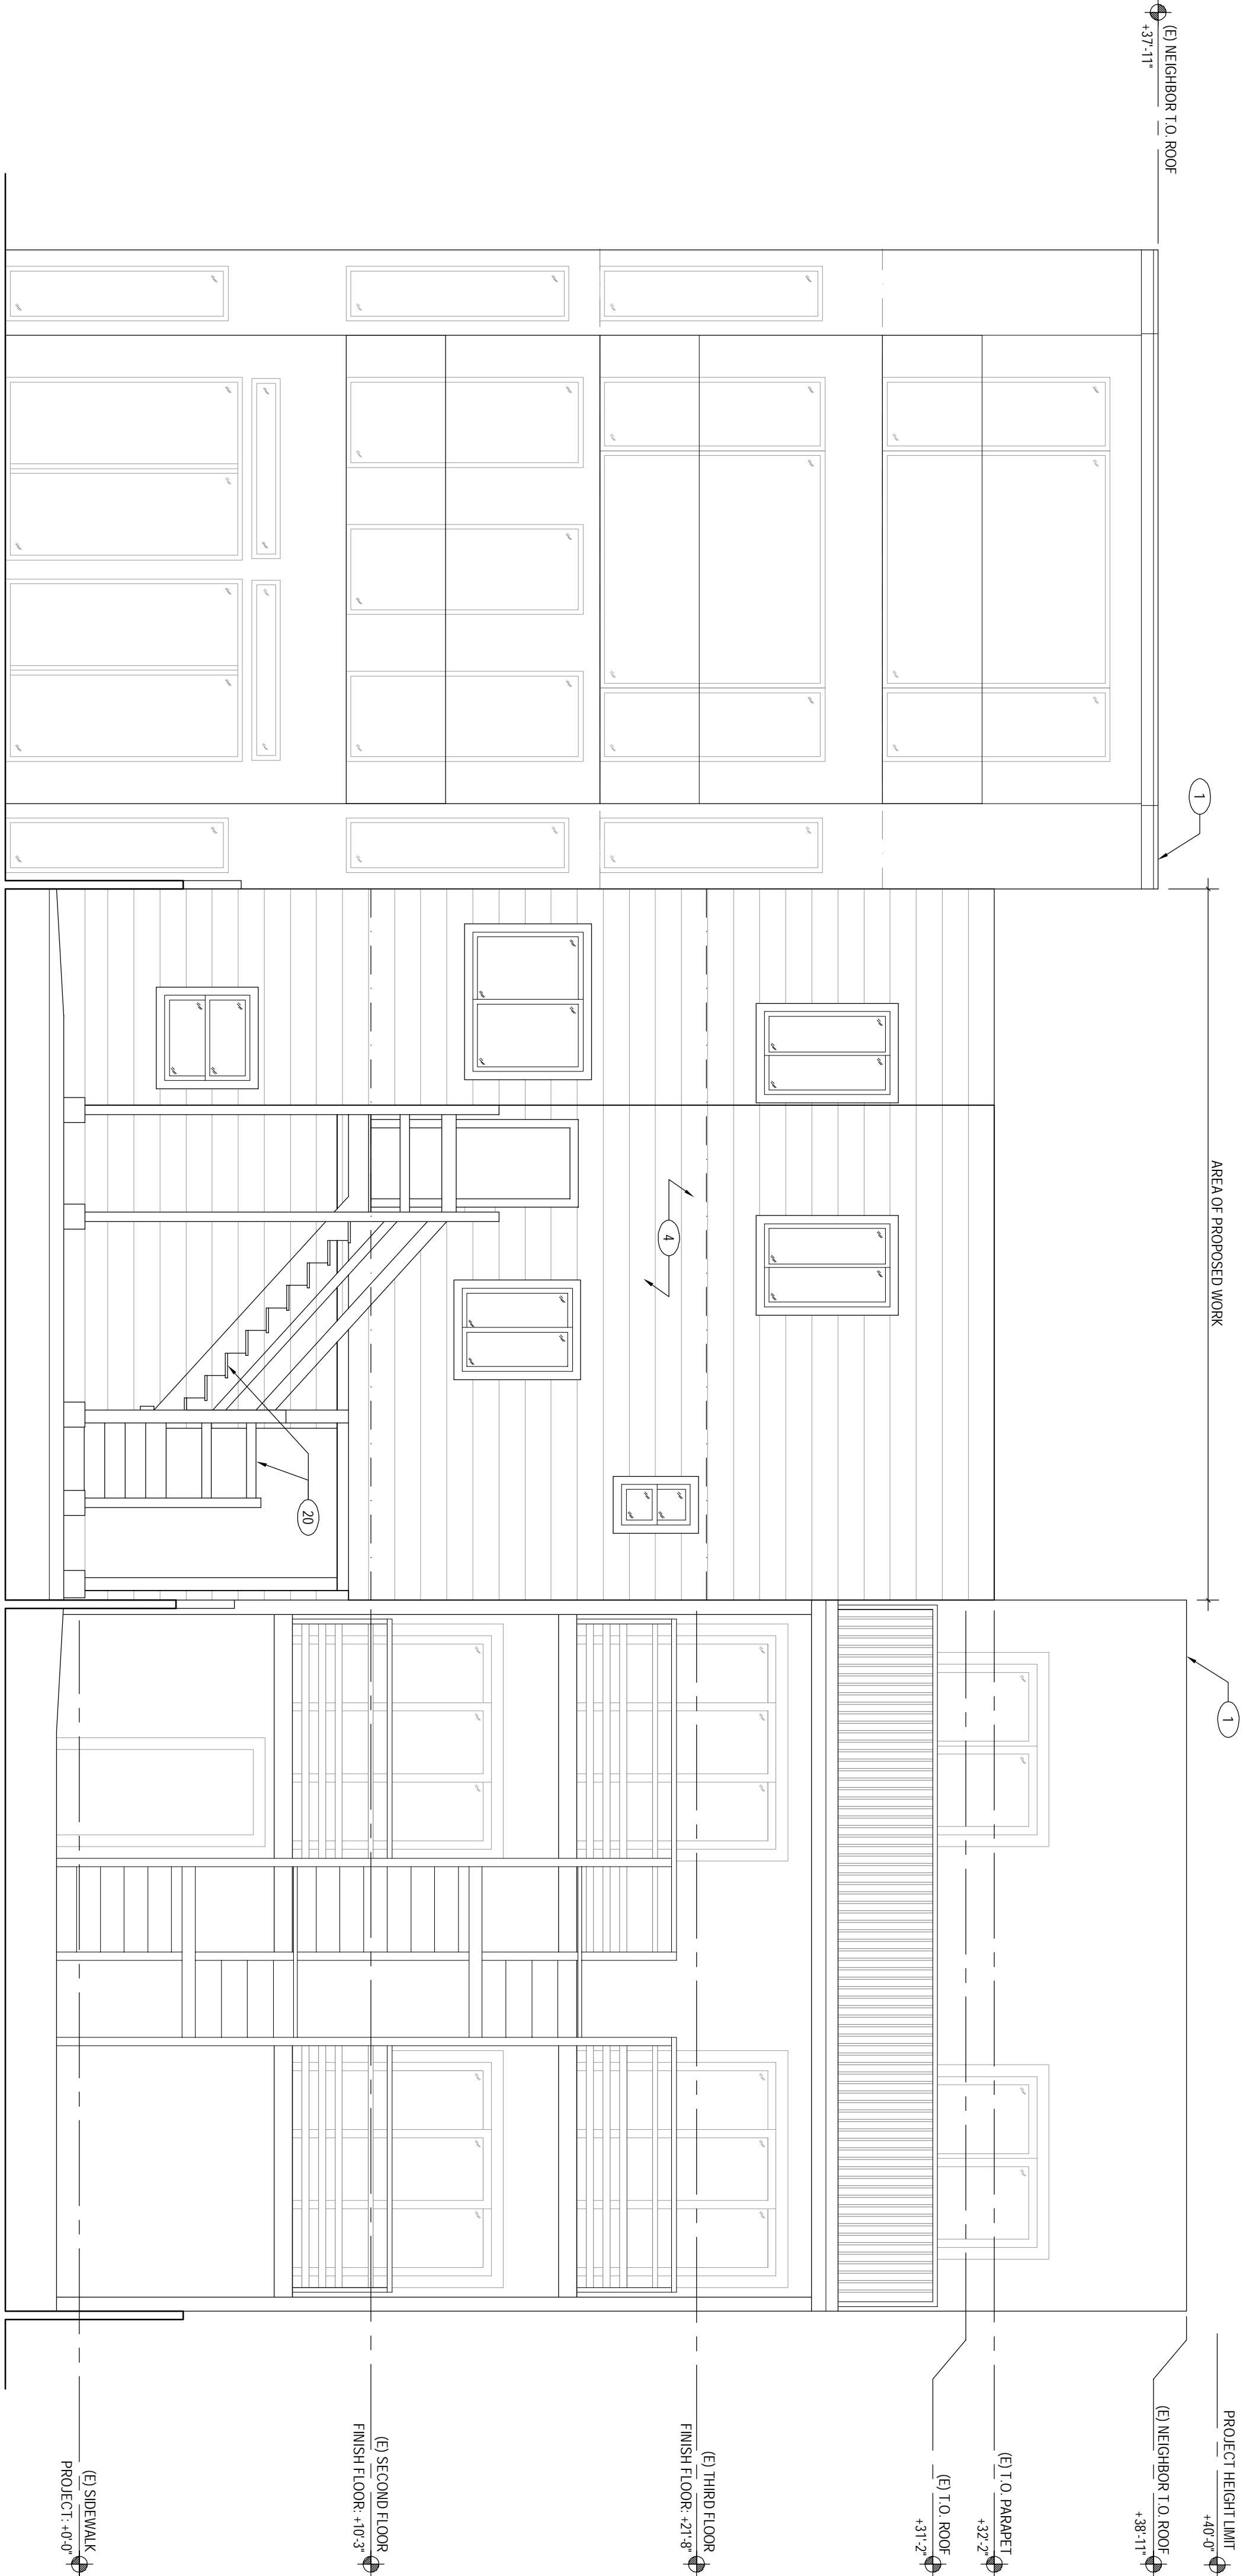 (E) NEIGHBOR T.O. ROOF
+37'-11"
1
AREA OF PROPOSED WORK
4
20
1
PROJECT HEIGHT LIMIT
+40'-0"
(E) NEIGHBOR T.O. ROOF
+38'-11"
(E) T.O. PARAPET
+32'-2"
(E) T.O. ROOF
+31'-2"
(E) THIRD FLOOR
FINISH FLOOR: +21'-8"
(E) SECOND FLOOR
FINISH FLOOR: +10'-3"
(E) SIDEWALK
PROJECT: +0'-0"